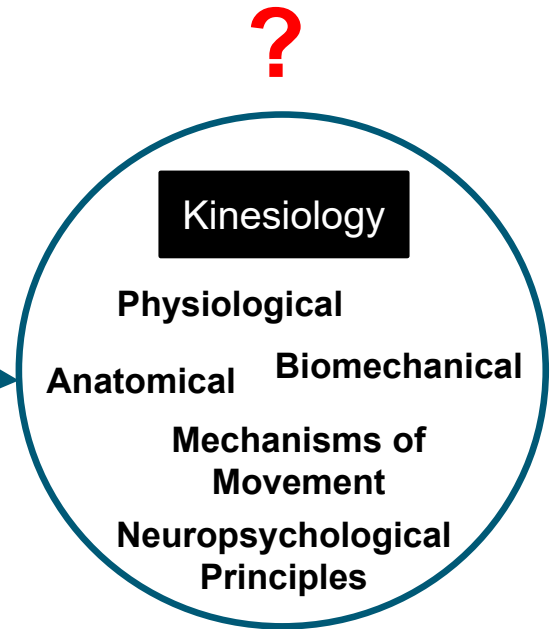 ?
Kinesiology
Physiological
Anatomical
Biomechanical
Mechanisms of
Movement
Neuropsychological
Principles